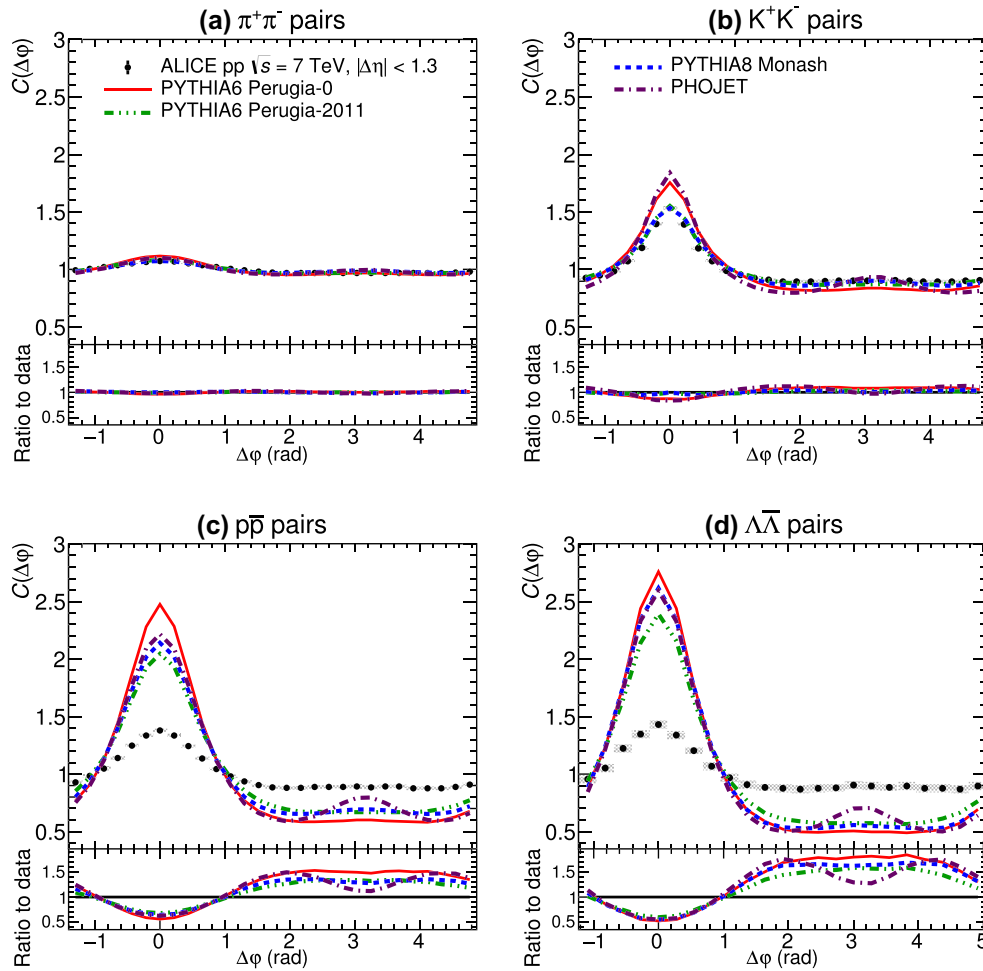 (a) π⁺π⁻ pairs
C(Δφ)
3
2.5
2
1.5
1
0.5
ALICE pp √s = 7 TeV, |Δη| < 1.3
PYTHIA6 Perugia-0
PYTHIA6 Perugia-2011
Ratio to data
1.5
1
0.5
−1 0 1 2 3 4
Δφ (rad)
(b) K⁺K⁻ pairs
C(Δφ)
3
2.5
2
1.5
1
0.5
PYTHIA8 Monash
PHOJET
Ratio to data
1.5
1
0.5
−1 0 1 2 3 4 5
Δφ (rad)
(c) pp̅ pairs
C(Δφ)
3
2.5
2
1.5
1
0.5
Ratio to data
1.5
1
0.5
−1 0 1 2 3 4
Δφ (rad)
(d) ΛΛ̅ pairs
C(Δφ)
3
2.5
2
1.5
1
0.5
Ratio to data
1.5
1
0.5
−1 0 1 2 3 4 5
Δφ (rad)